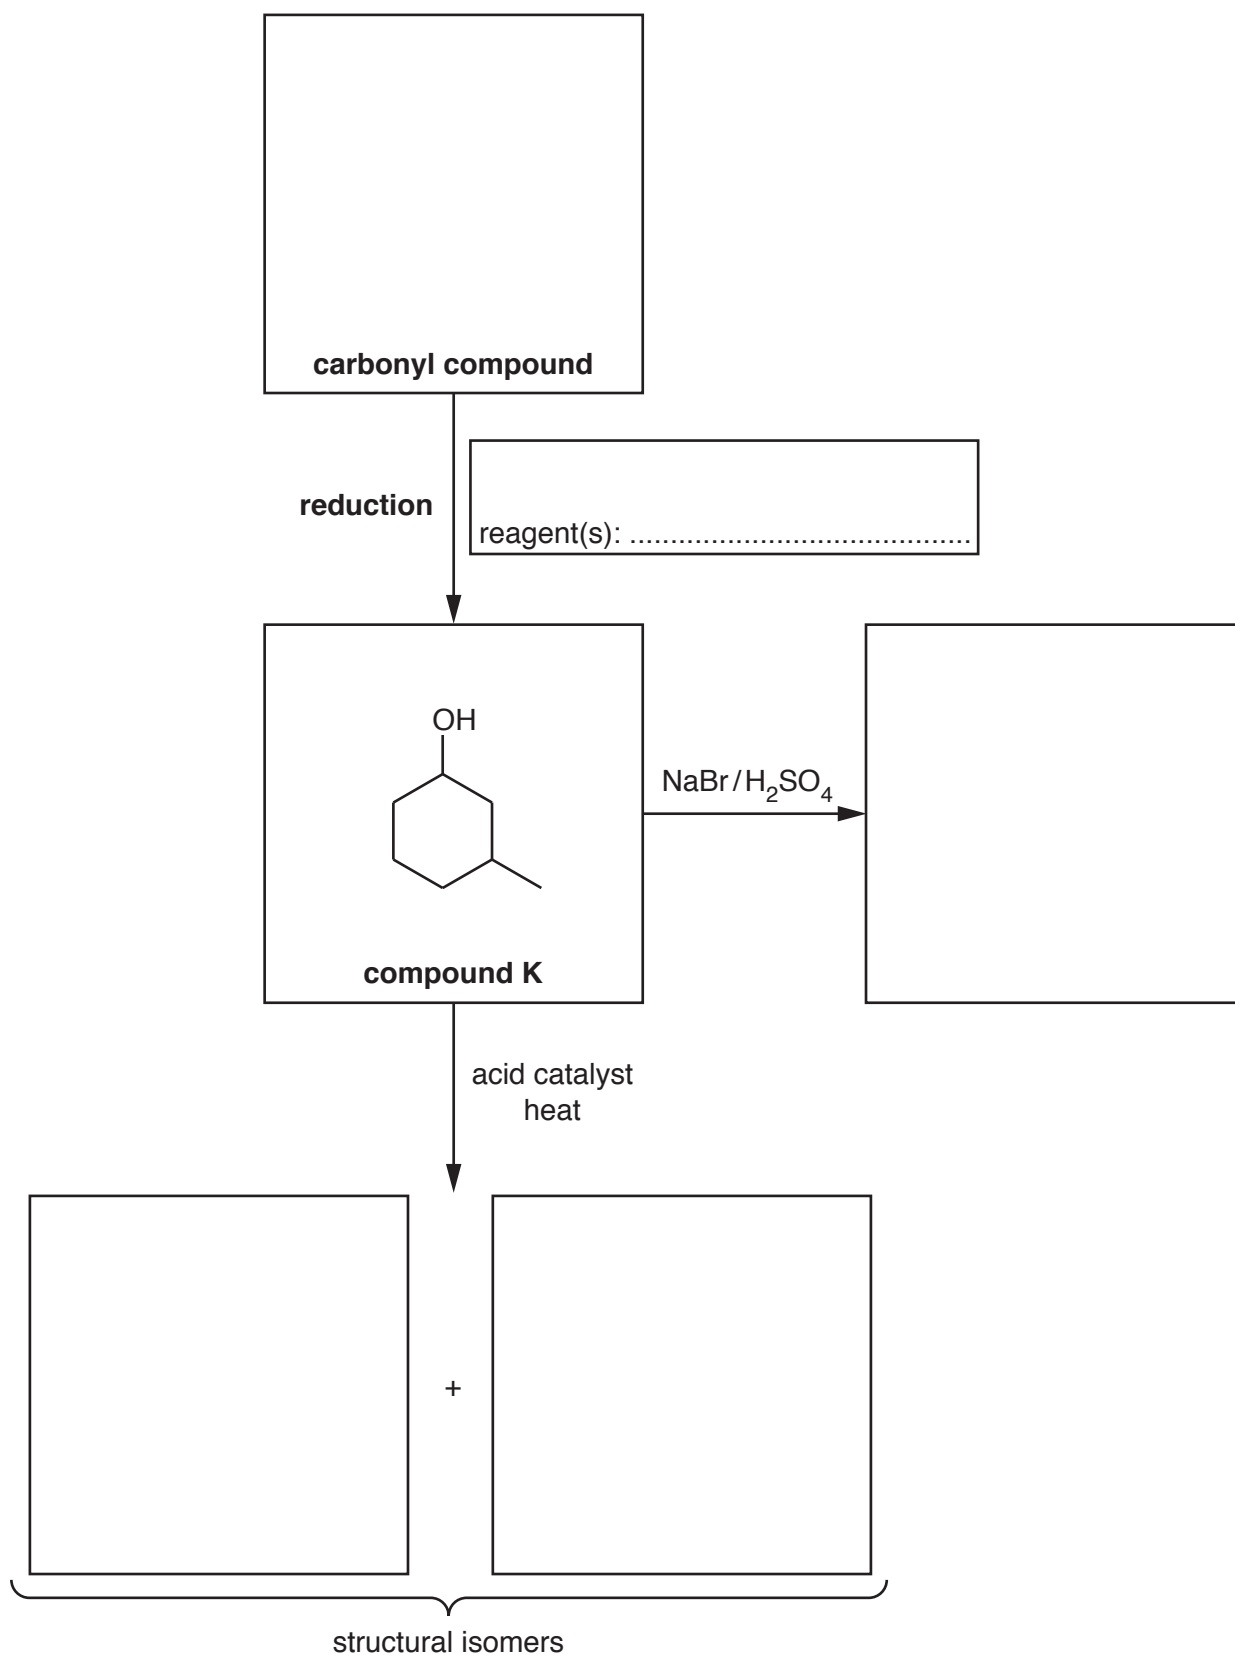 carbonyl compound
reduction
reagent(s): .........................................
OH
NaBr/H₂SO₄
compound K
acid catalyst
heat
+
structural isomers